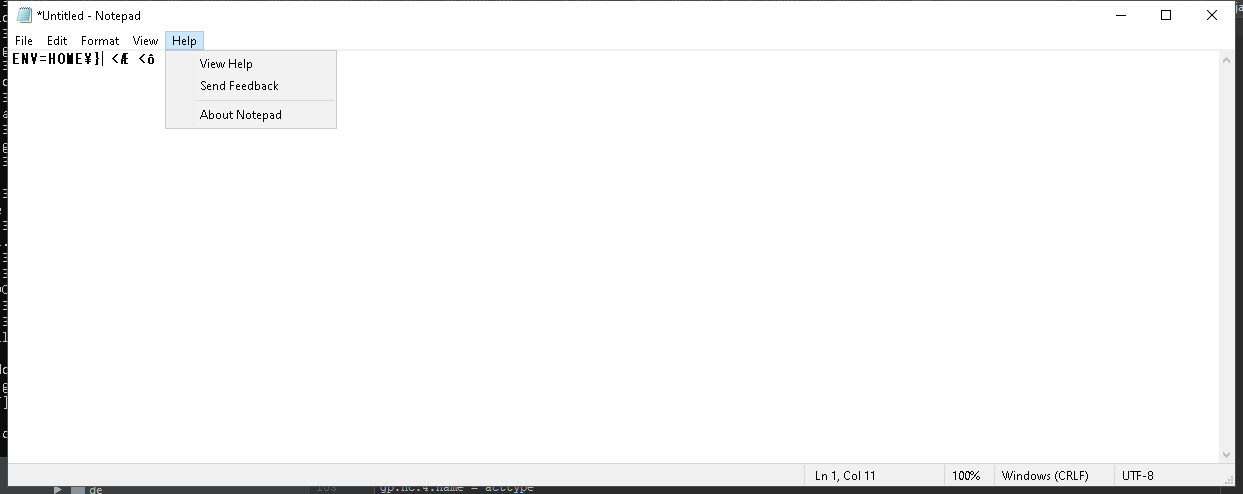 *Untitled - Notepad
File Edit Format View Help
ENV=HOME¥}| <Æ <ô
View Help
Send Feedback
About Notepad
Ln 1, Col 11 100% Windows (CRLF) UTF-8
de
gp.nc.4.name = acttype